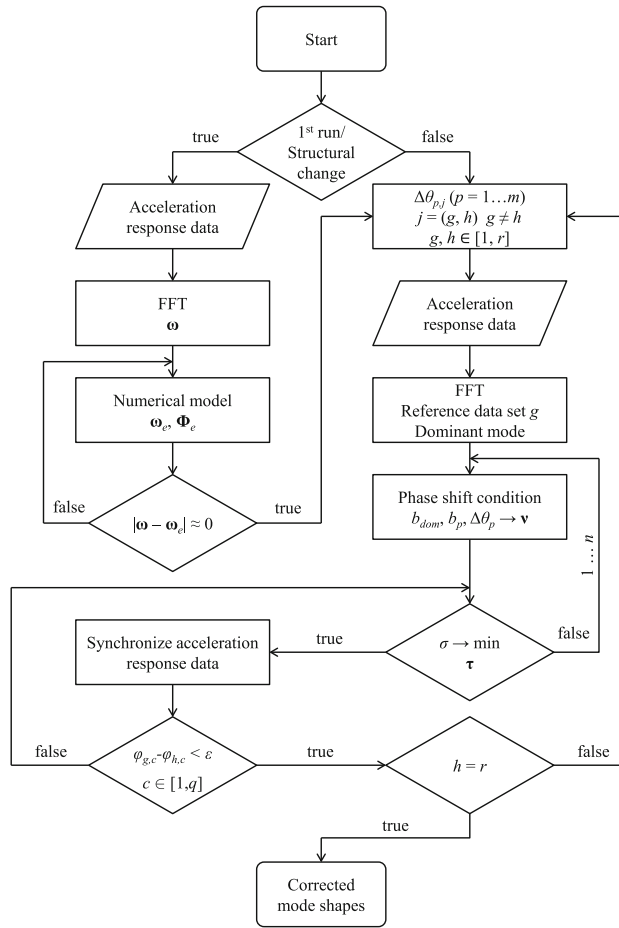 Start
true
1st run/
Structural
change
false
Acceleration
response data
Δθp,j (p = 1…m)
j = (g, h) g ≠ h
g, h ∈ [1, r]
FFT
ω
Acceleration
response data
Numerical model
ωe, Φe
FFT
Reference data set g
Dominant mode
false
|ω – ωe| ≈ 0
true
Phase shift condition
bdom, bp, Δθp → ν
1 … n
Synchronize acceleration
response data
true
σ → min
τ
false
false
φg,c-φh,c < ε
c ∈ [1,q]
true
h = r
false
true
Corrected
mode shapes